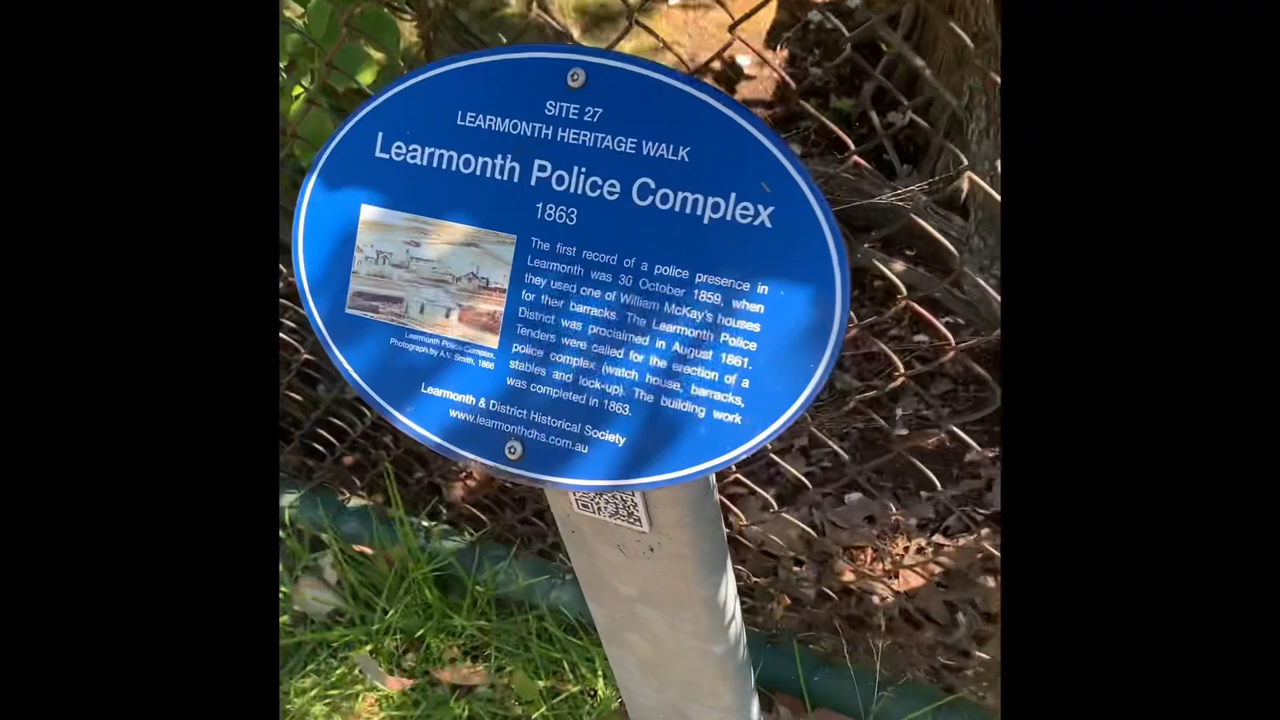 SITE 27
LEARMONTH HERITAGE WALK
Learmonth Police Complex
1863
The first record of a police presence in
Learmonth was 30 October 1859, when
they used one of William McKay's houses
for their barracks. The Learmonth Police
District was proclaimed in August 1861.
Tenders were called for the erection of a
police complex (watch house, barracks,
stables and lock-up). The building work
was completed in 1863.
Learmonth Police Complex,
Photograph by A.V. Smith, 1866
Learmonth & District Historical Society
www.learmonthdhs.com.au